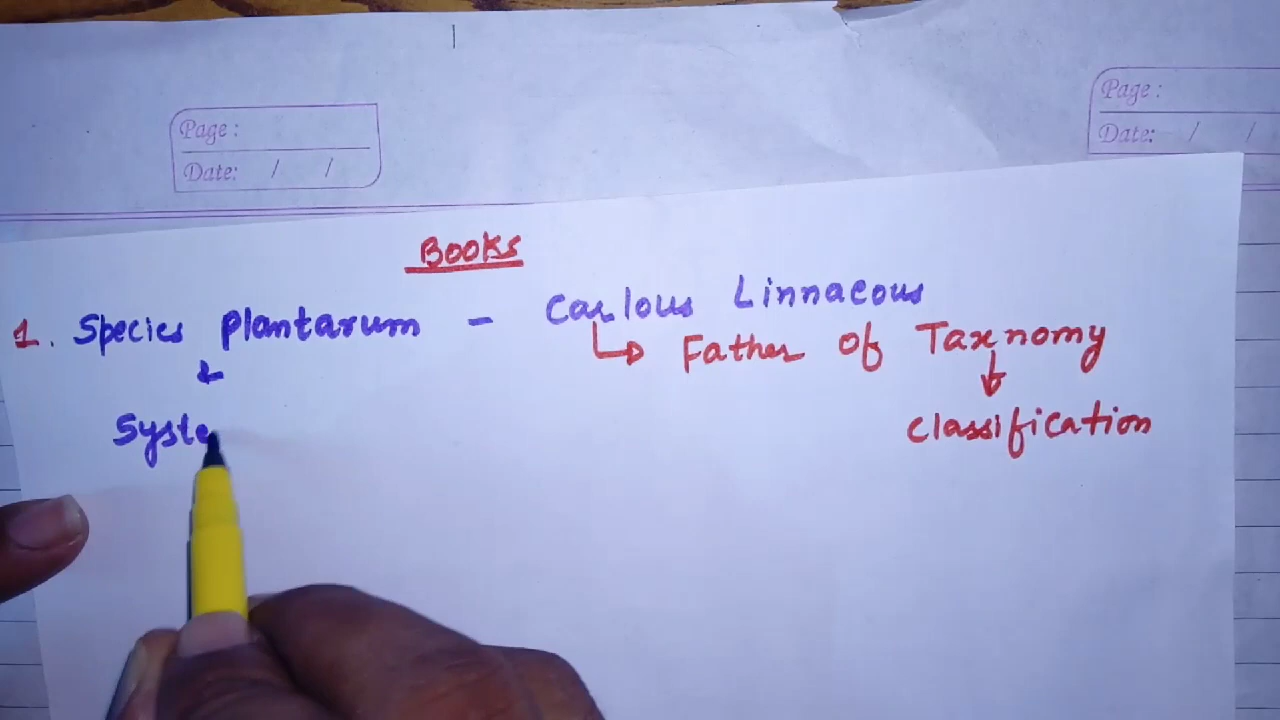 Page :
Date: / /
Page :
Date: / /
Books
1. Species Plantarum - Carlous Linnaeous
Father of Taxnomy
Classification
Syste